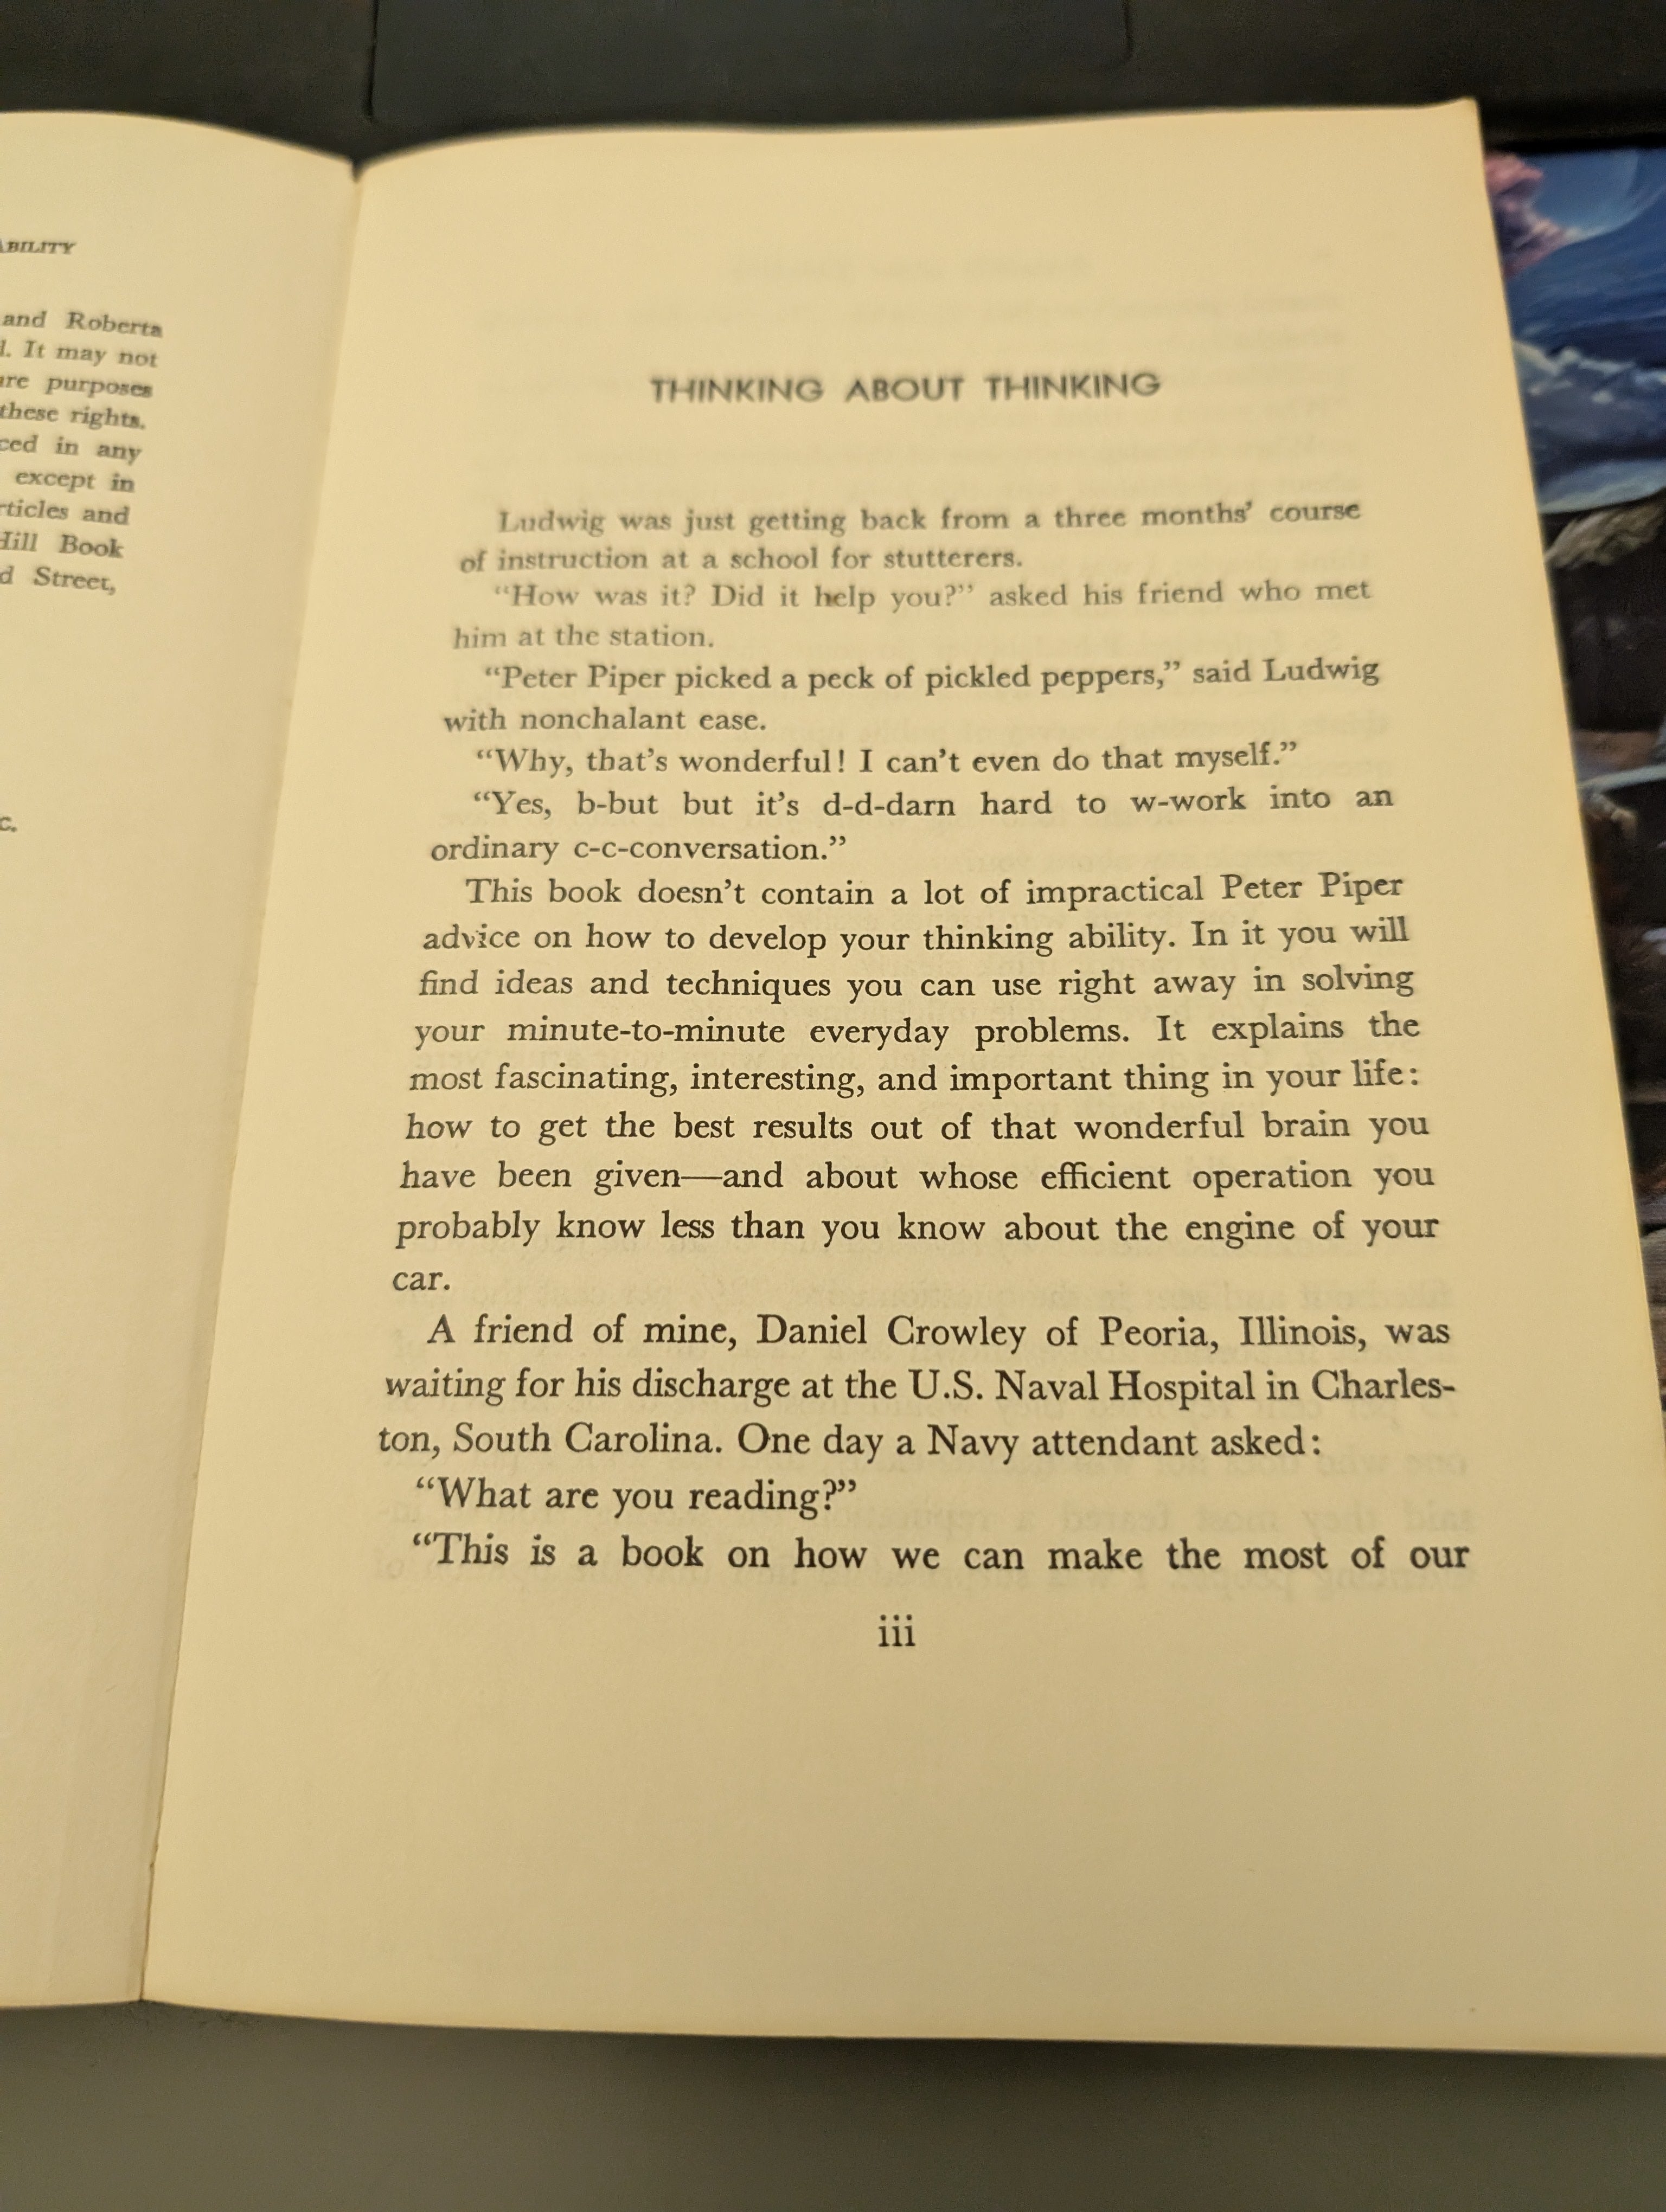 ABILITY
and Roberta
It may not
purposes
these rights.
in any
except in
and
Book
Street,
THINKING ABOUT THINKING
Ludwig was just getting back from a three months' course
of instruction at a school for stutterers.
“How was it? Did it help you?” asked his friend who met
him at the station.
“Peter Piper picked a peck of pickled peppers,” said Ludwig
with nonchalant ease.
“Why, that's wonderful! I can't even do that myself.”
“Yes, b-but but it's d-d-darn hard to w-work into an
ordinary c-c-conversation.”
This book doesn't contain a lot of impractical Peter Piper
advice on how to develop your thinking ability. In it you will
find ideas and techniques you can use right away in solving
your minute-to-minute everyday problems. It explains the
most fascinating, interesting, and important thing in your life:
how to get the best results out of that wonderful brain you
have been given—and about whose efficient operation you
probably know less than you know about the engine of your
car.
A friend of mine, Daniel Crowley of Peoria, Illinois, was
waiting for his discharge at the U.S. Naval Hospital in Charles-
ton, South Carolina. One day a Navy attendant asked:
“What are you reading?”
“This is a book on how we can make the most of our
iii